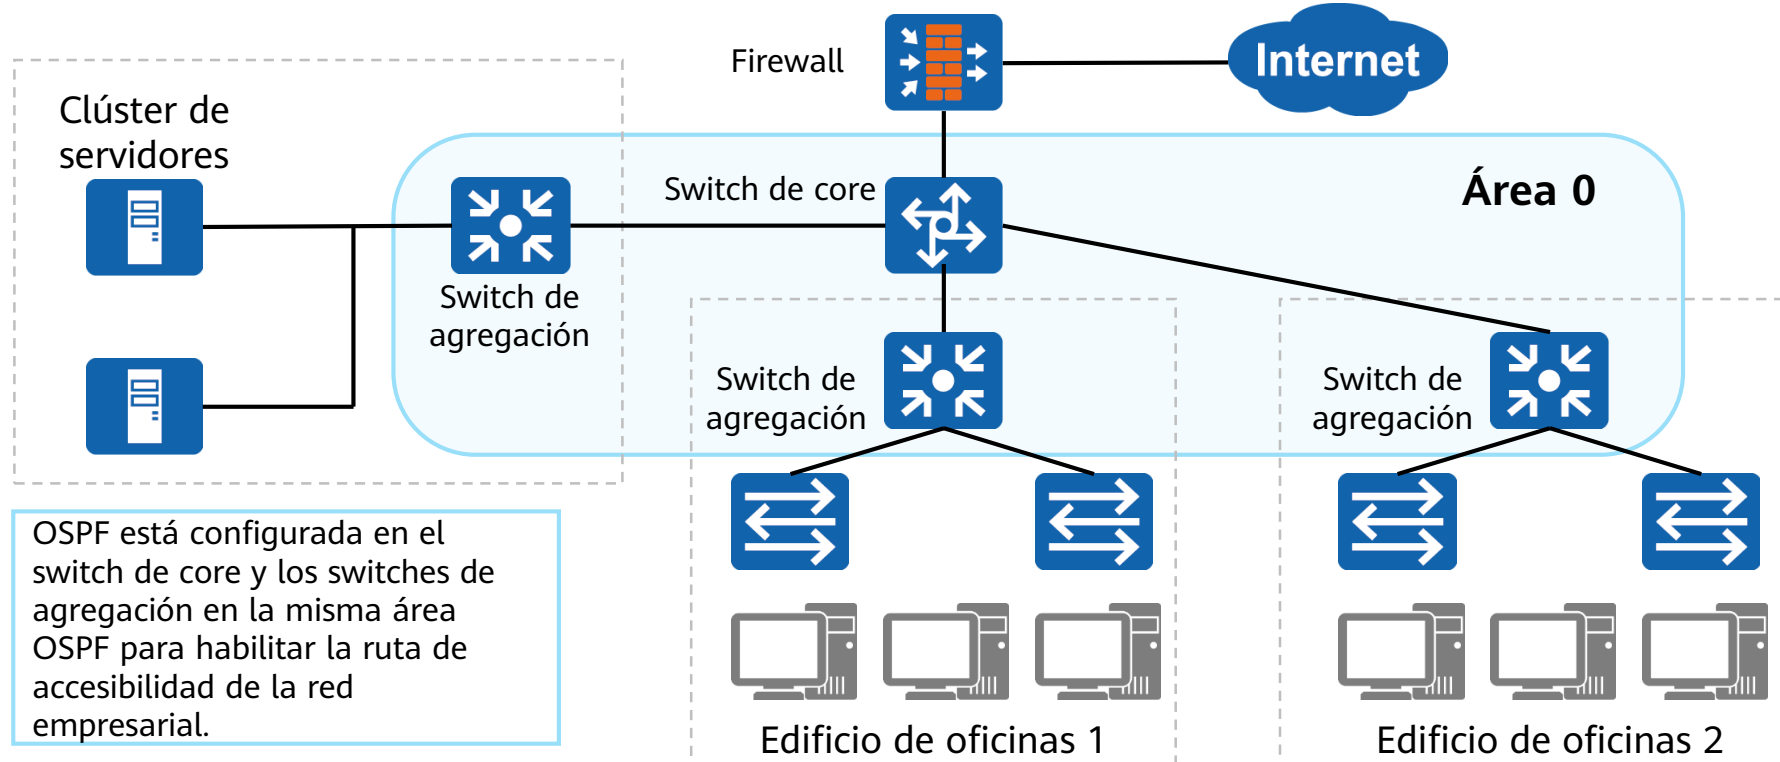 Firewall
Internet
Clúster de
servidores
Switch de core
Área 0
Switch de
agregación
Switch de
agregación
Switch de
agregación
OSPF está configurada en el
switch de core y los switches de
agregación en la misma área
OSPF para habilitar la ruta de
accesibilidad de la red
empresarial.
Edificio de oficinas 1
Edificio de oficinas 2